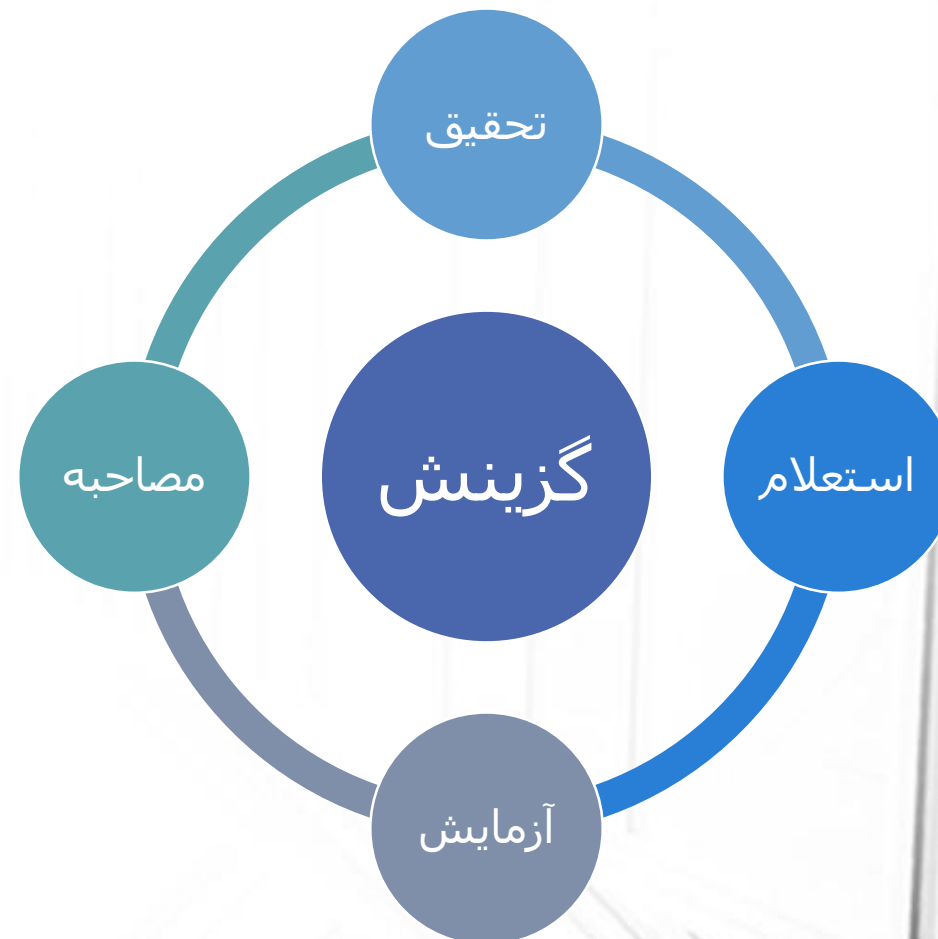 تحقیق
گزینش
استعلام
مصاحبه
آزمایش